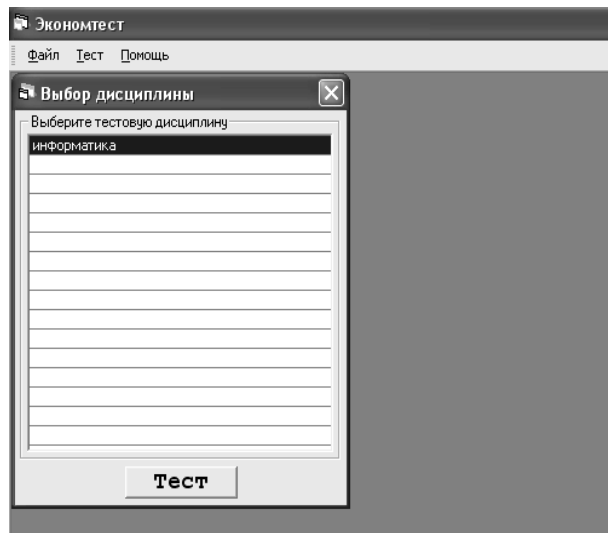 Экономтест
Файл Тест Помощь
Выбор дисциплины
Выберите тестовую дисциплину
информатика
Тест